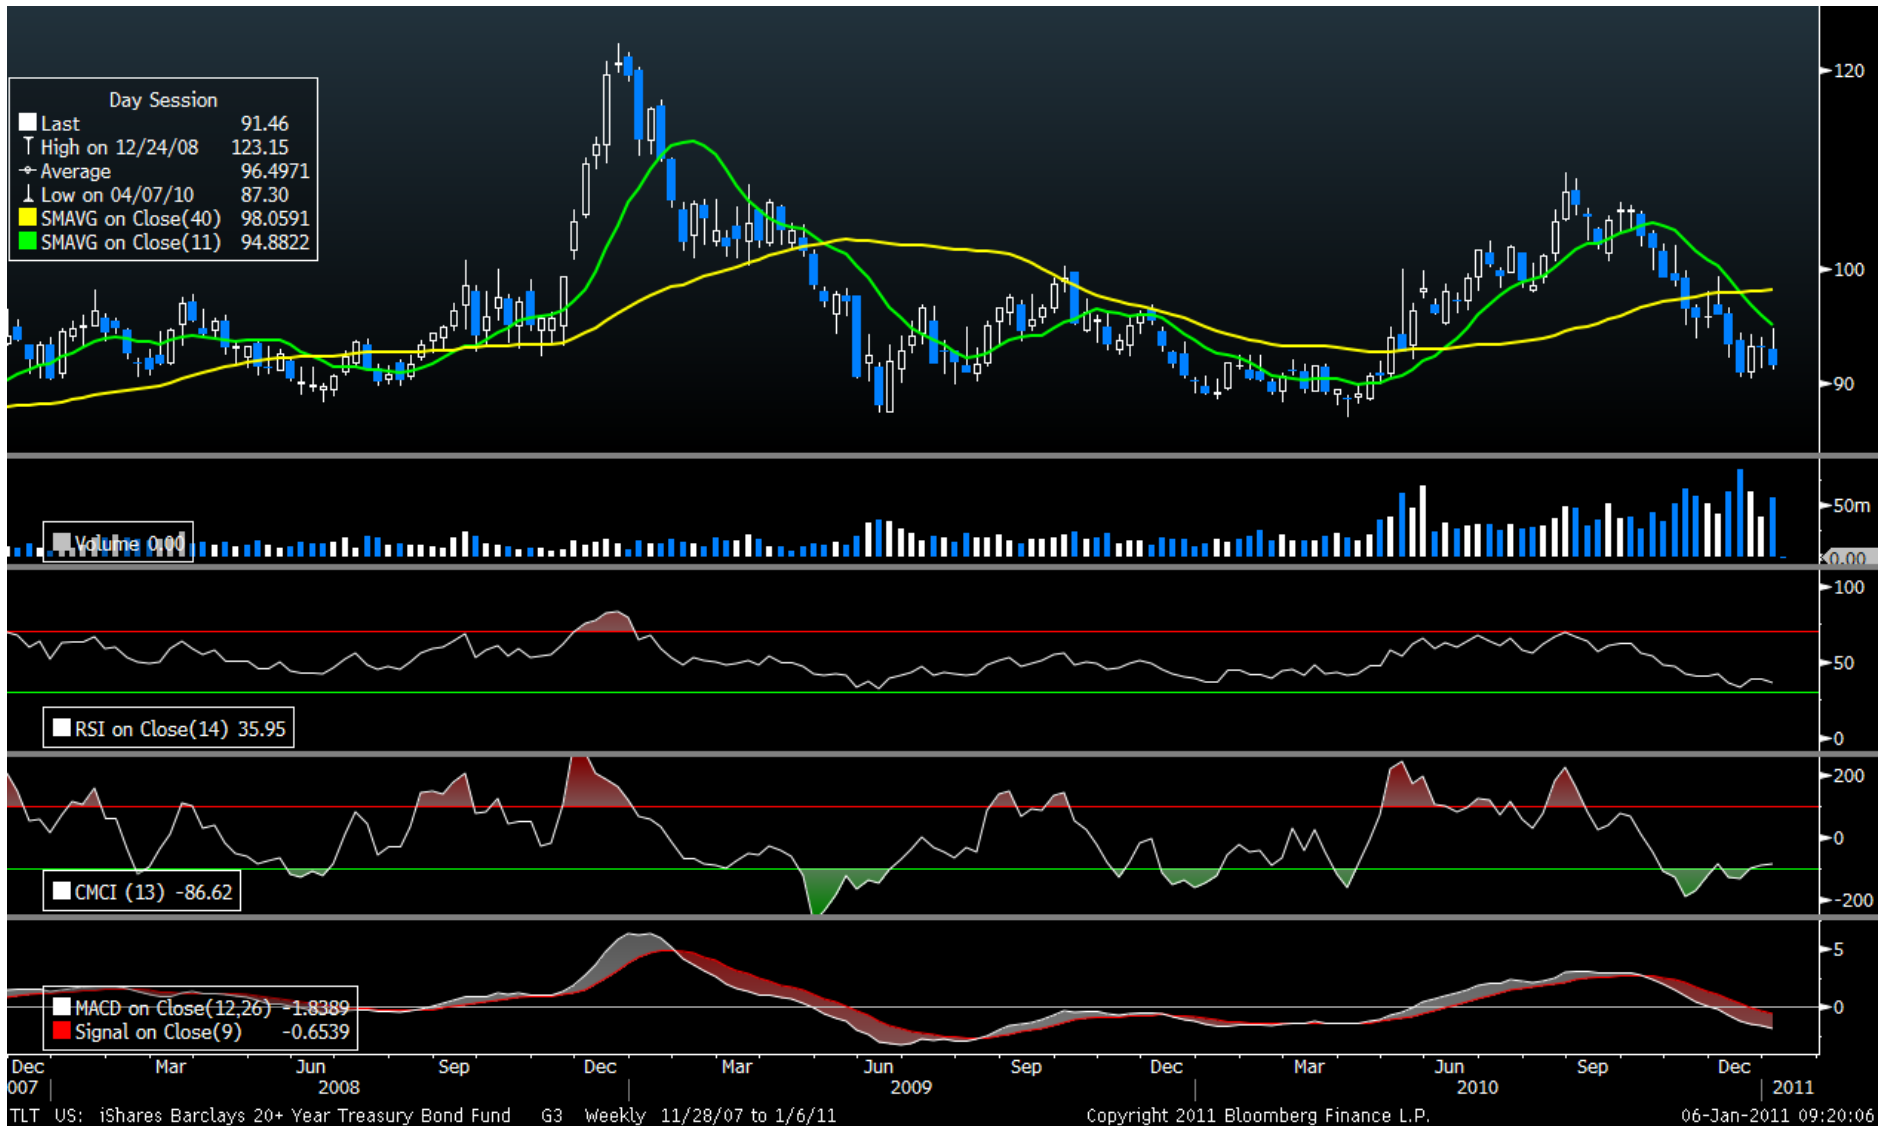 120
Day Session
Last 91.46
High on 12/24/08 123.15
Average 96.4971
Low on 04/07/10 87.30
SMAVG on Close(40) 98.0591
SMAVG on Close(11) 94.8822
100
90
50m
Volume 0.00
0.00
100
50
RSI on Close(14) 35.95
0
200
0
CMCI (13) -86.62
-200
5
MACD on Close(12,26) -1.8389
0
Signal on Close(9) -0.6539
Dec Mar Jun Sep Dec Mar Jun Sep Dec Mar Jun Sep Dec
007 2008 2009 2010 2011
TLT US: iShares Barclays 20+ Year Treasury Bond Fund G3 Weekly 11/28/07 to 1/6/11 Copyright 2011 Bloomberg Finance L.P. 06-Jan-2011 09:20:06